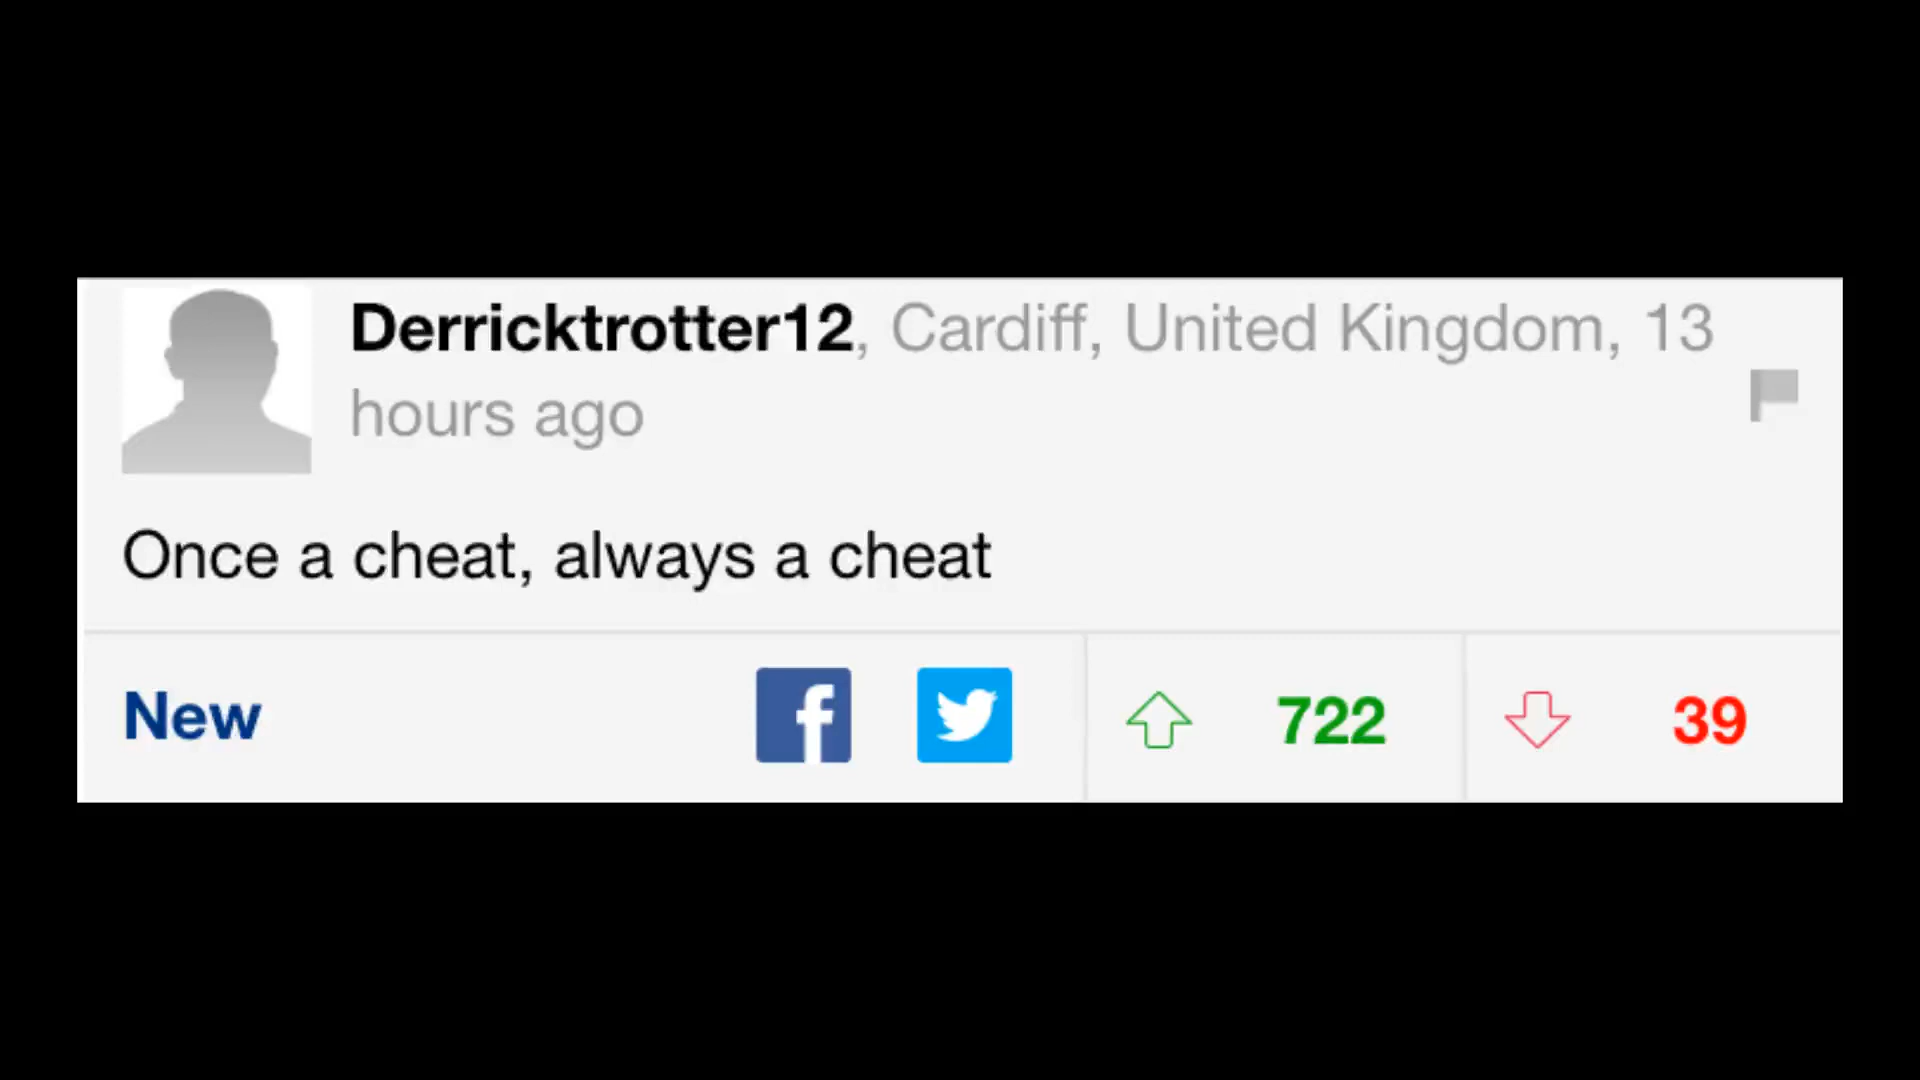 Derricktrotter12, Cardiff, United Kingdom, 13
hours ago
Once a cheat, always a cheat
New
722
39